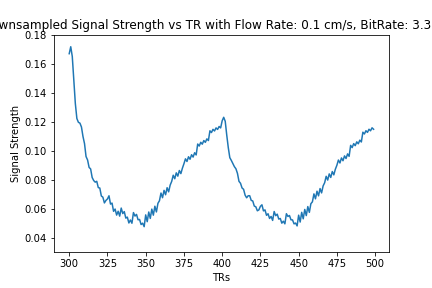 wnsampled Signal Strength vs TR with Flow Rate: 0.1 cm/s, BitRate: 3.3
0.18
0.16
0.14
0.12
0.10
0.08
0.06
0.04
Signal Strength
300 325 350 375 400 425 450 475 500
TRs